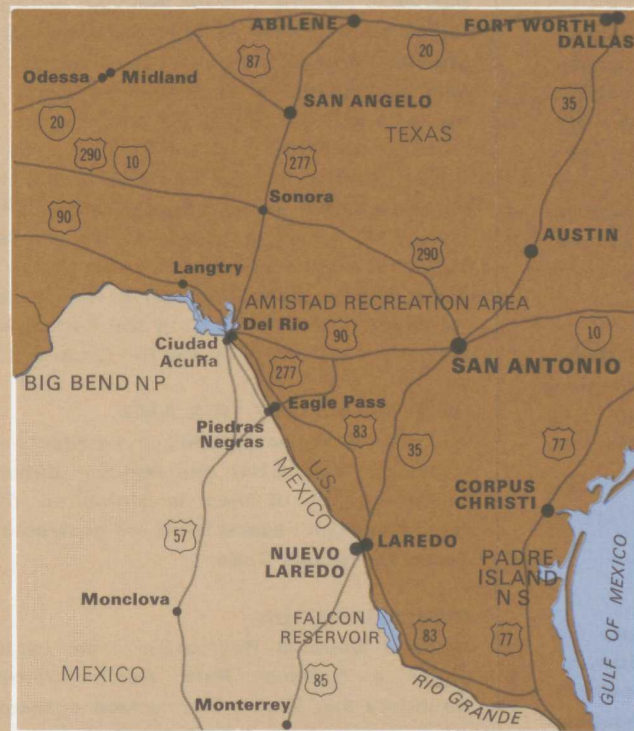 ABILENE
FORT WORTH
DALLAS
20
87
Odessa
Midland
35
SAN ANGELO
20
TEXAS
290
10
277
Sonora
90
290
AUSTIN
Langtry
AMISTAD RECREATION AREA
Del Rio
10
Ciudad
Acuña
90
SAN ANTONIO
BIG BEND NP
277
Eagle Pass
Piedras
Negras
83
35
77
U.S.
MEXICO
CORPUS
CHRISTI
57
NUEVO
LAREDO
LAREDO
PADRE
ISLAND
N S
GULF OF MEXICO
Monclova
FALCON
RESERVOIR
83
77
MEXICO
85
RIO GRANDE
Monterrey